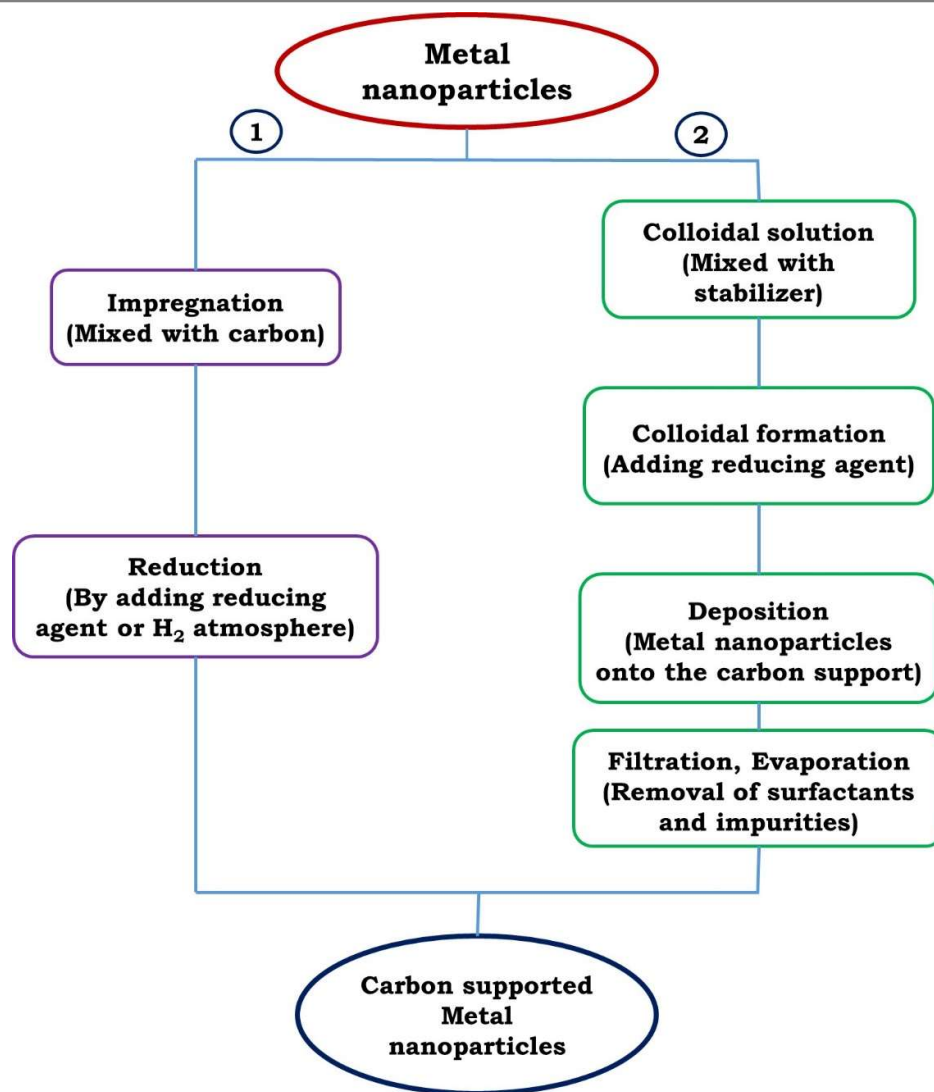 Metal
nanoparticles
1
2
Impregnation
(Mixed with carbon)
Reduction
(By adding reducing
agent or H₂ atmosphere)
Colloidal solution
(Mixed with
stabilizer)
Colloidal formation
(Adding reducing agent)
Deposition
(Metal nanoparticles
onto the carbon support)
Filtration, Evaporation
(Removal of surfactants
and impurities)
Carbon supported
Metal
nanoparticles